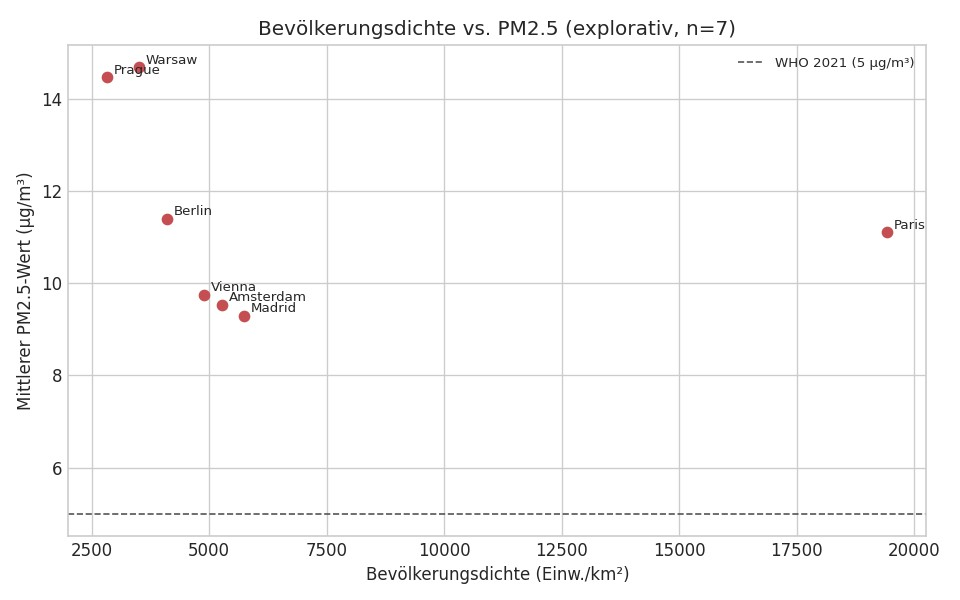 Bevölkerungsdichte vs. PM2.5 (explorativ, n=7)
WHO 2021 (5 µg/m³)
Warsaw
Prague
Berlin
Paris
Vienna
Amsterdam
Madrid
Mittlerer PM2.5-Wert (µg/m³)
14
12
10
8
6
2500 5000 7500 10000 12500 15000 17500 20000
Bevölkerungsdichte (Einw./km²)